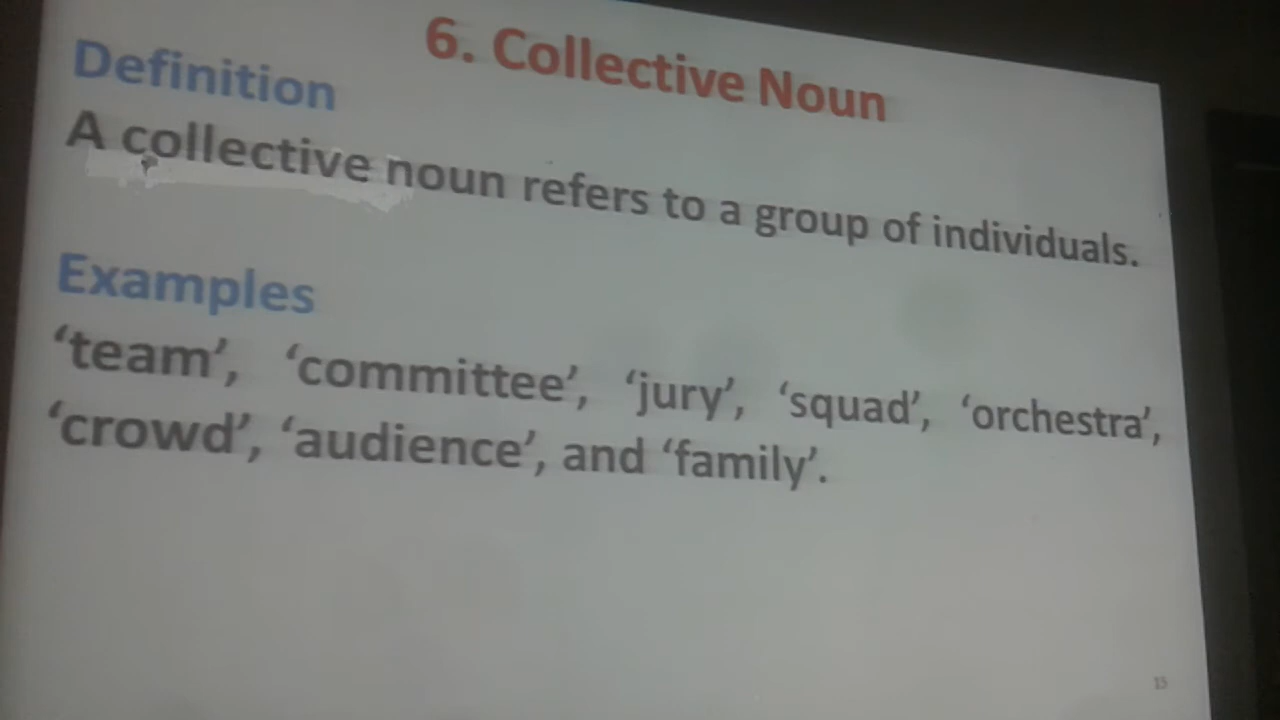 6. Collective Noun
Definition
A collective noun refers to a group of individuals.
Examples
‘team’, ‘committee’, ‘jury’, ‘squad’, ‘orchestra’,
‘crowd’, ‘audience’, and ‘family’.
15